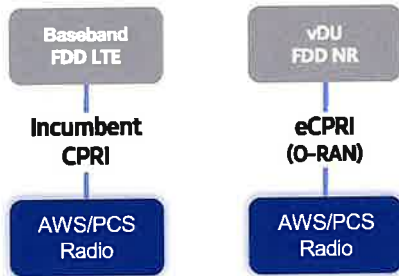 Baseband
FDD LTE
Incumbent
CPRI
AWS/PCS
Radio
vDU
FDD NR
eCPRI
(O-RAN)
AWS/PCS
Radio